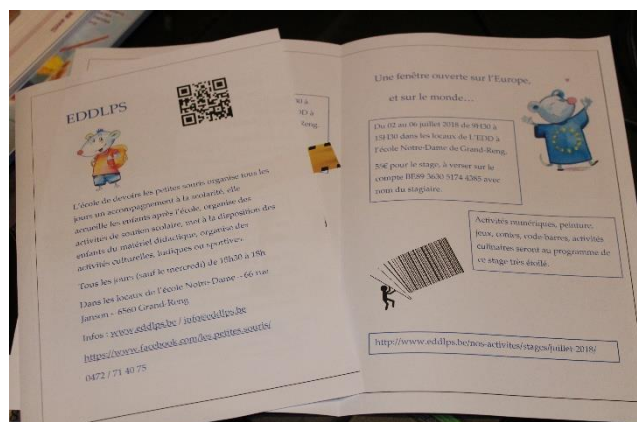 EDDLPS
L'école de devoirs les petites souris organise tous les
jours un accompagnement à la scolarité, elle
accueille les enfants après l'école, organise des
activités de soutien scolaire, met à la disposition des
enfants du matériel didactique, organise des
activités culturelles, ludiques ou sportives.
Tous les jours (sauf le mercredi) de 15h30 à 18h
Dans les locaux de l'école Notre-Dame - 66 rue
Janson - 6560 Grand-Reng
Infos : www.eddlps.be / info@eddlps.be
https://www.facebook.com/les.petites.souris/
0472 / 71 40 75
Une fenêtre ouverte sur l'Europe,
et sur le monde…
Du 02 au 06 juillet 2018 de 9H30 à
15H30 dans les locaux de L'EDD à
l'école Notre-Dame de Grand-Reng.
55€ pour le stage, à verser sur le
compte BE89 3630 5174 4385 avec
nom du stagiaire.
Activités numériques, peinture,
jeux, contes, code-barres, activités
culinaires seront au programme de
ce stage très étoilé.
http://www.eddlps.be/nos-activites/stages/juillet-2018/